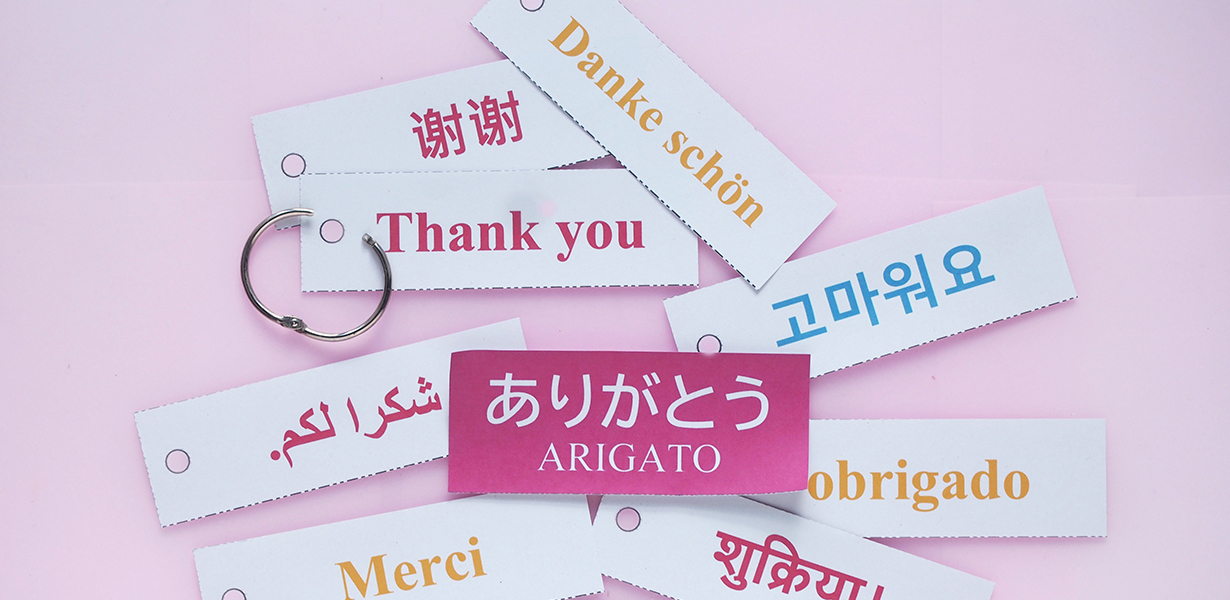 Danke schön
谢谢
Thank you
고마워요
شكرا لكم.
ありがとう
ARIGATO
obrigado
Merci
शुक्रिया।